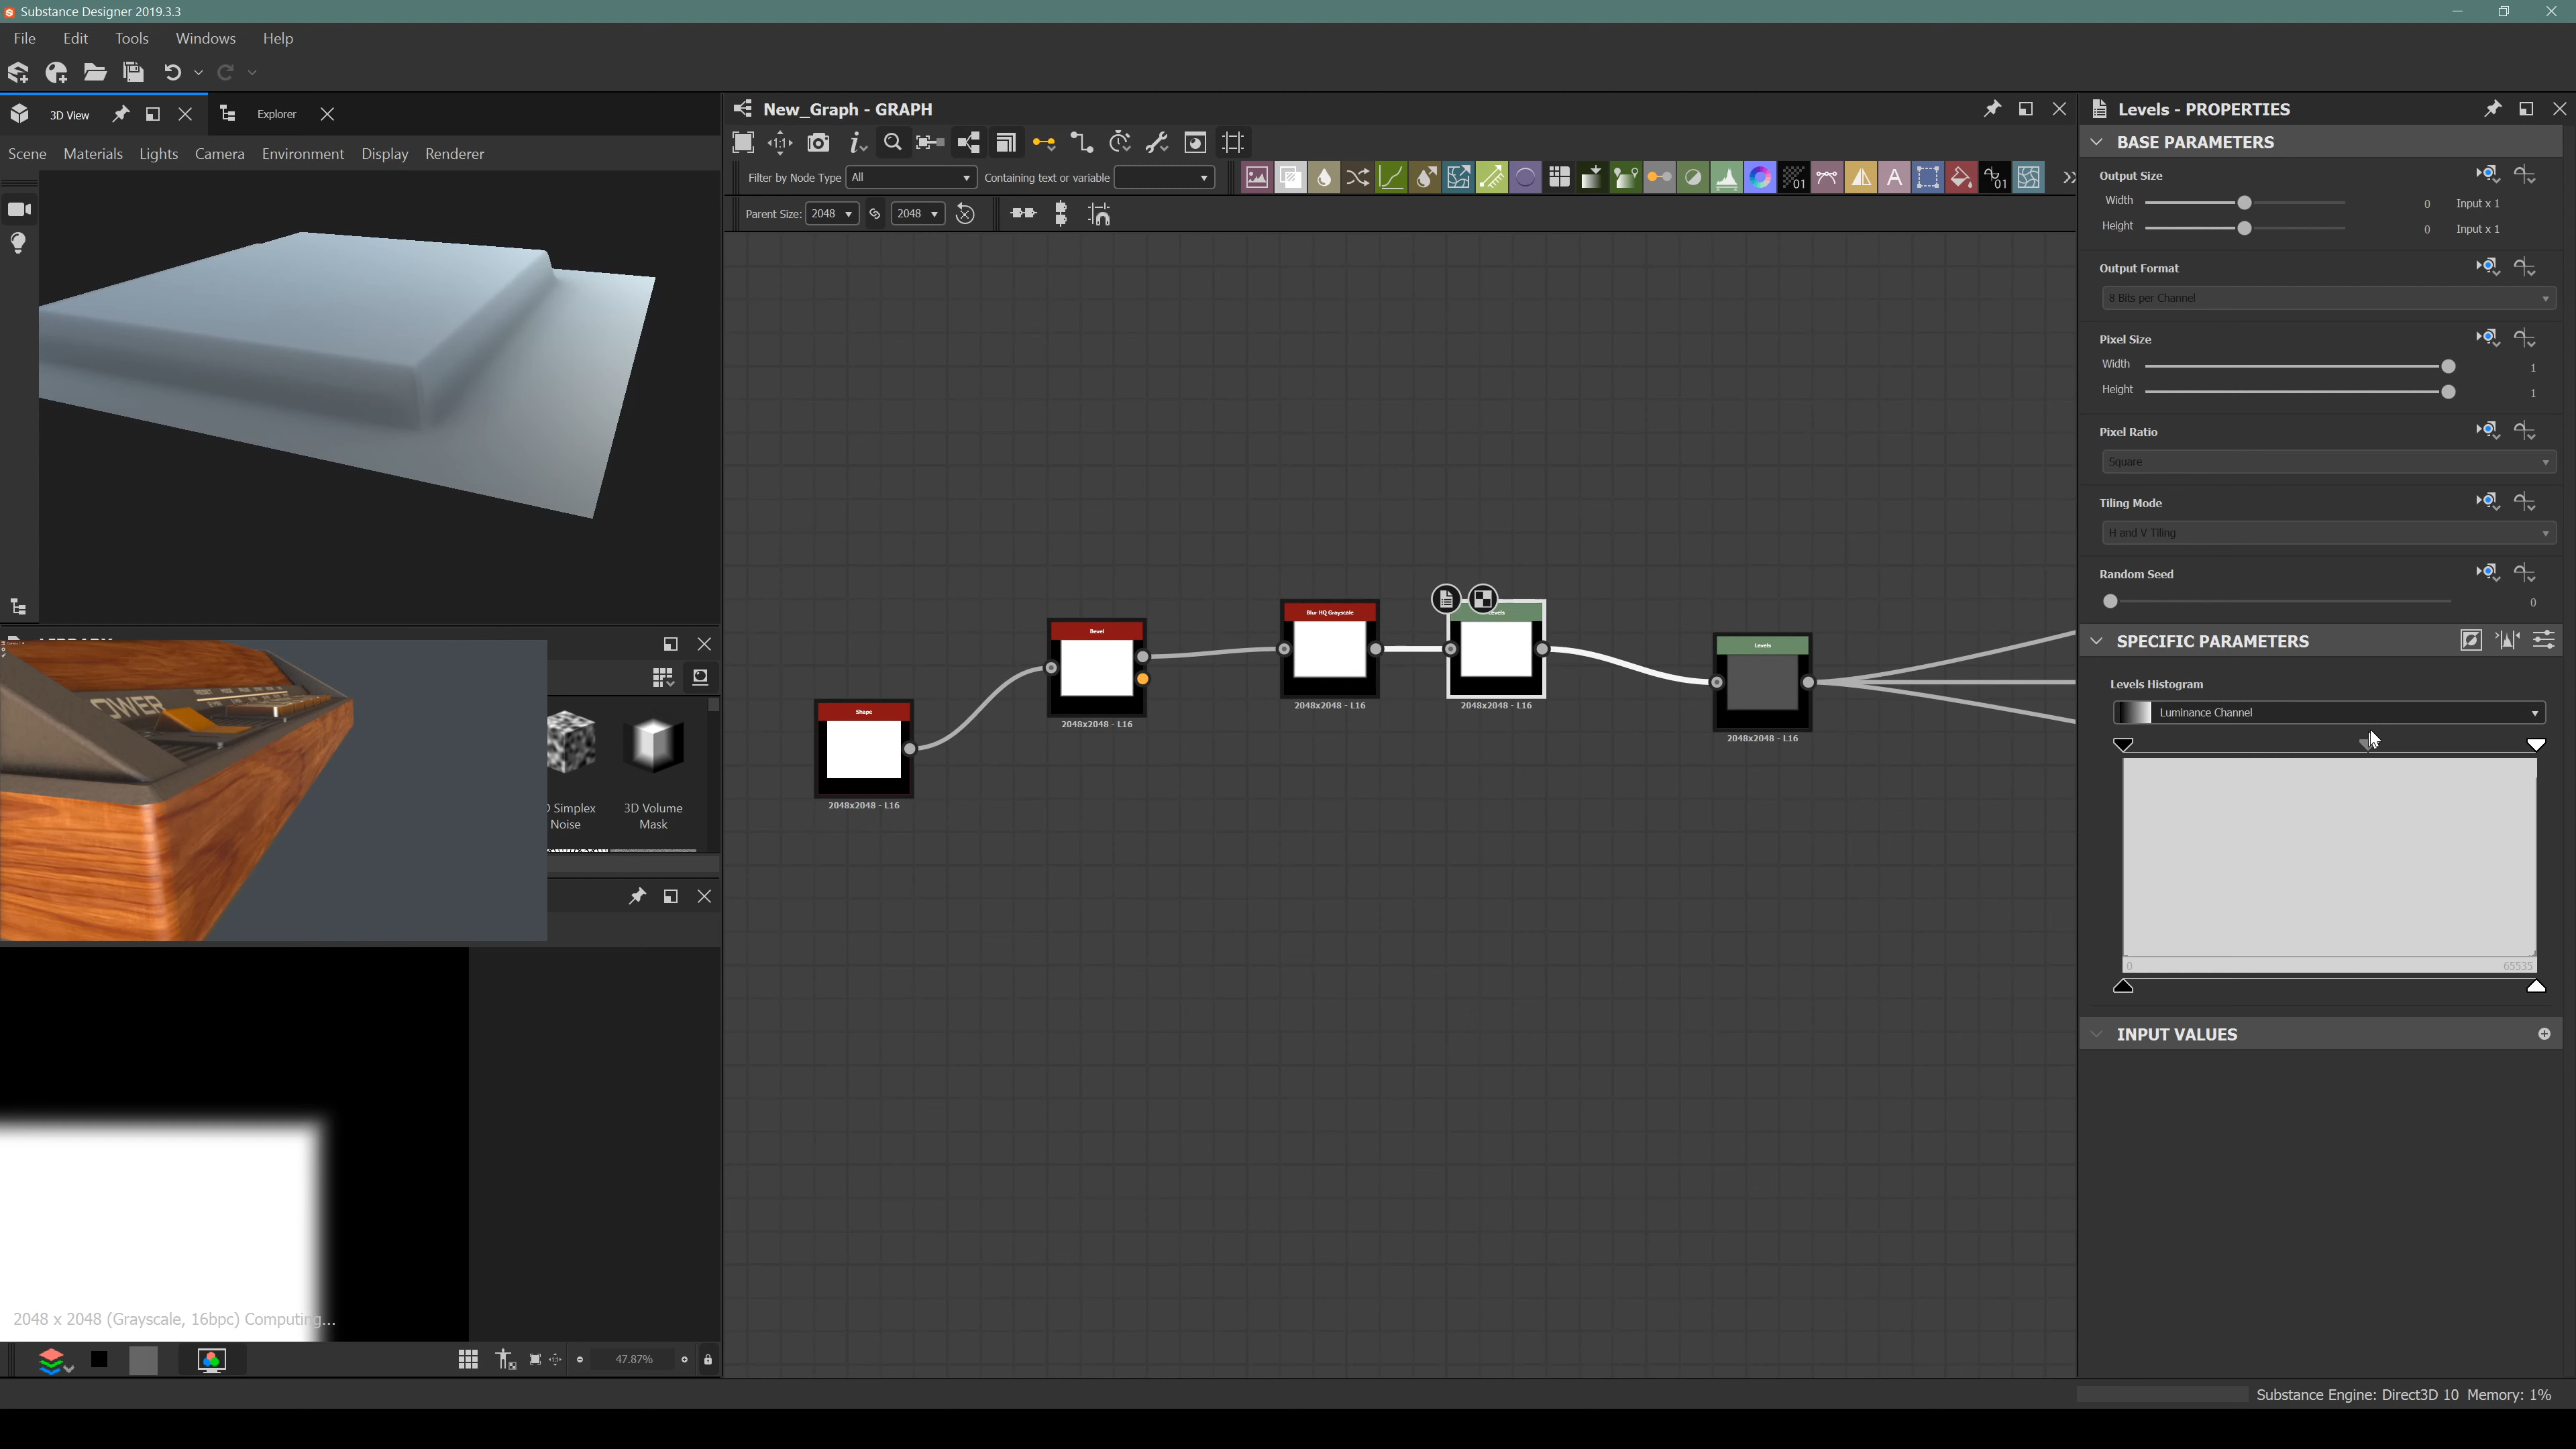 Substance Designer 2019.3.3
File Edit Tools Windows Help
3D View Explorer
Scene Materials Lights Camera Environment Display Renderer
New_Graph - GRAPH
Filter by Node Type All Containing text or variable
01
A
01
Parent Size: 2048 2048
Shape
2048x2048 - L16
Bevel
2048x2048 - L16
Blur HQ Grayscale
2048x2048 - L16
Levels
2048x2048 - L16
Levels
2048x2048 - L16
OWER
Simplex
Noise
3D Volume
Mask
2048 x 2048 (Grayscale, 16bpc) Computing...
47.87%
Levels - PROPERTIES
BASE PARAMETERS
Output Size
Width 0 Input x 1
Height 0 Input x 1
Output Format
8 Bits per Channel
Pixel Size
Width 1
Height 1
Pixel Ratio
Square
Tiling Mode
H and V Tiling
Random Seed
0
SPECIFIC PARAMETERS
Levels Histogram
Luminance Channel
0 65535
INPUT VALUES
Substance Engine: Direct3D 10 Memory: 1%